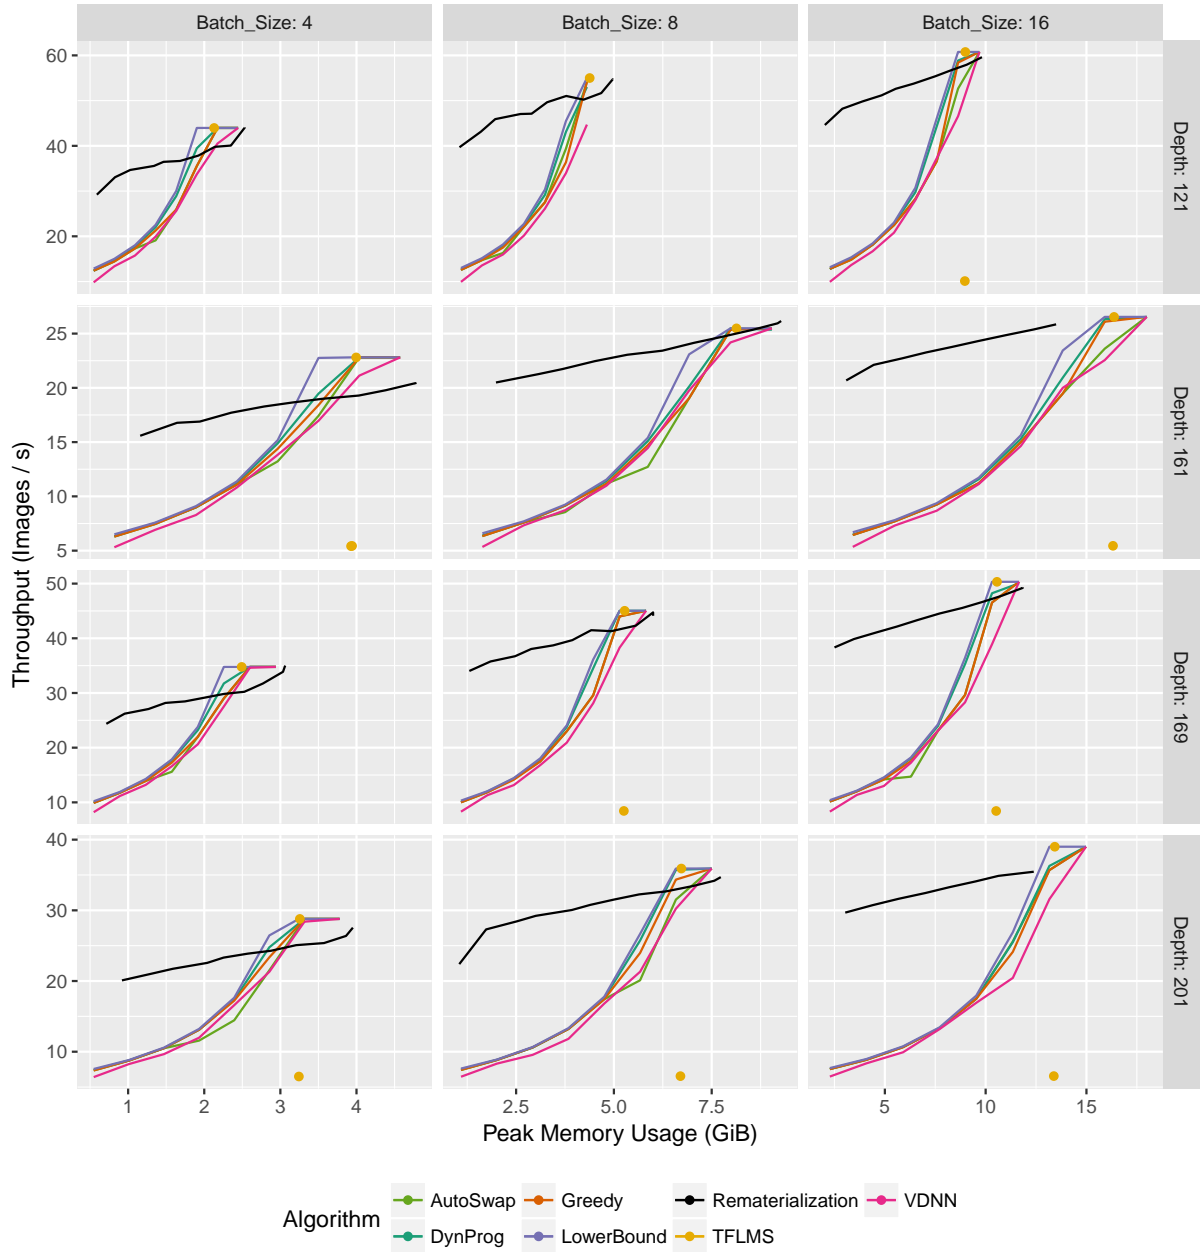 Batch_Size: 4 Batch_Size: 8 Batch_Size: 16
60
40
20
Depth: 121
25
20
15
10
5
Depth: 161
50
40
30
20
10
Depth: 169
40
30
20
10
Depth: 201
Throughput (Images / s)
1 2 3 4 2.5 5.0 7.5 5 10 15
Peak Memory Usage (GiB)
Algorithm
AutoSwap Greedy Rematerialization VDNN
DynProg LowerBound TFLMS